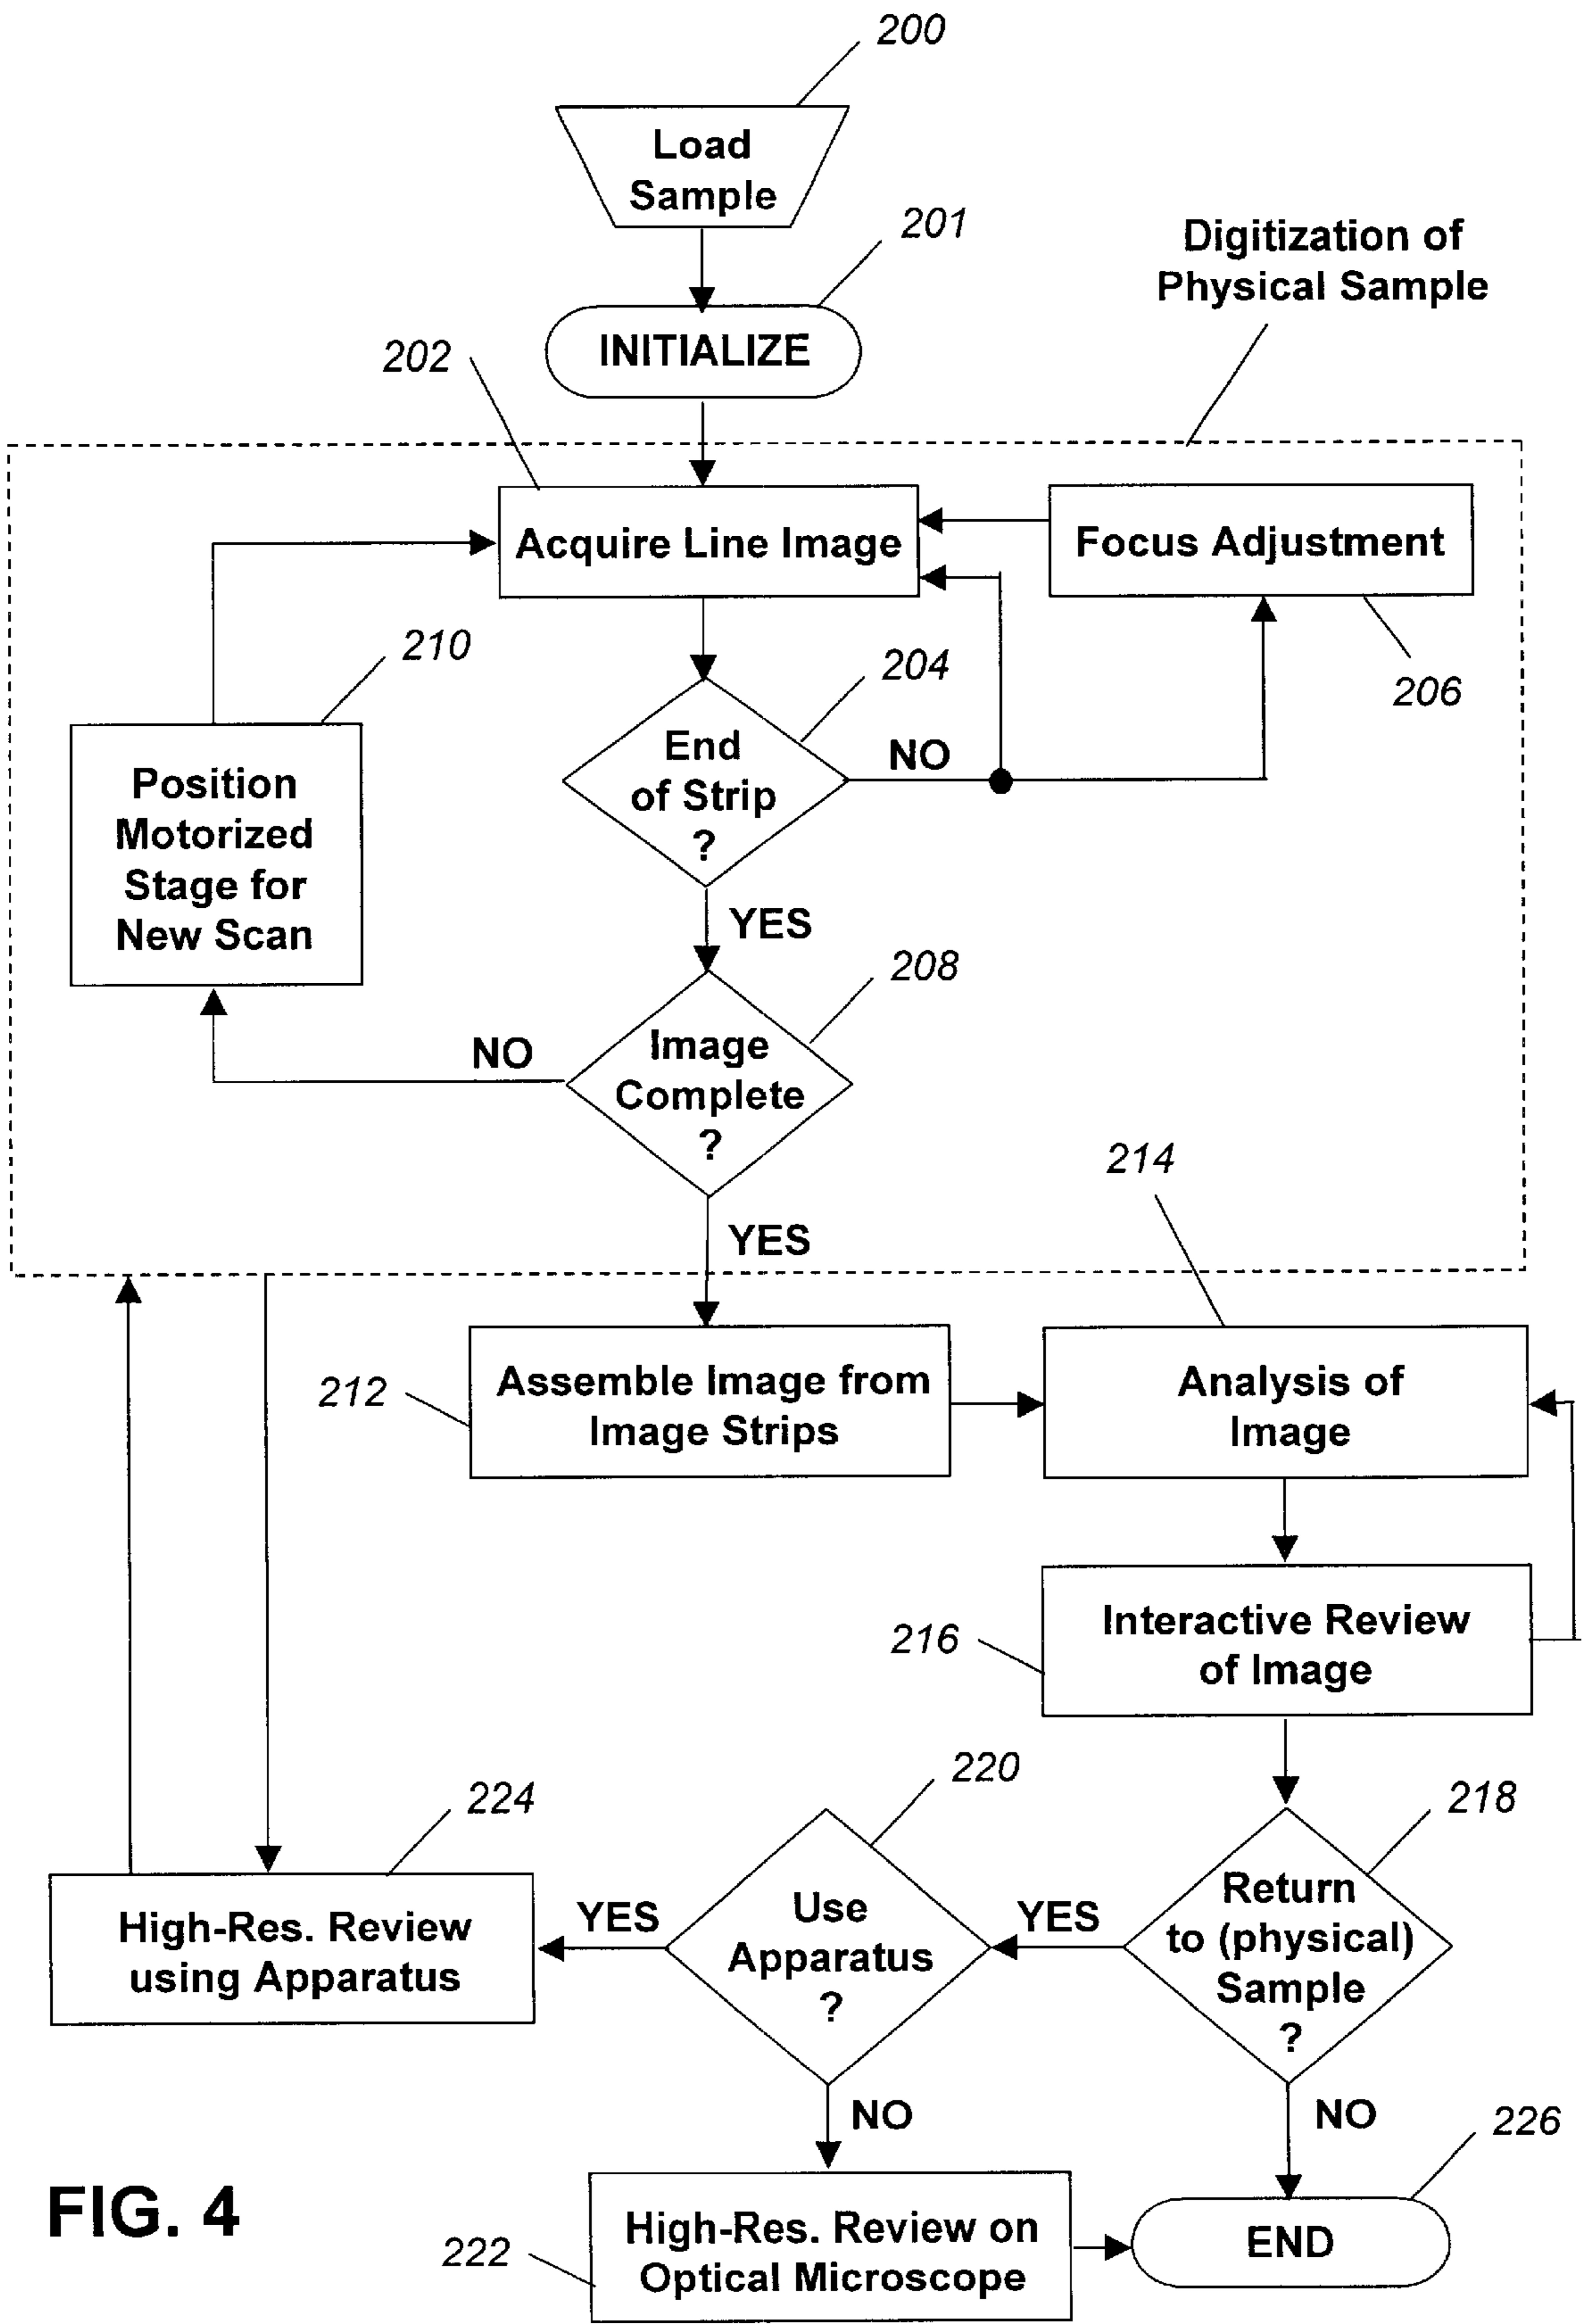 200
Load
Sample
201
INITIALIZE
Digitization of
Physical Sample
202
Acquire Line Image
Focus Adjustment
206
210
Position
Motorized
Stage for
New Scan
204
End
of Strip
?
NO
YES
208
Image
Complete
?
NO
YES
212
Assemble Image from
Image Strips
214
Analysis of
Image
216
Interactive Review
of Image
218
Return
to (physical)
Sample
?
YES
NO
220
Use
Apparatus
?
YES
NO
224
High-Res. Review
using Apparatus
222
High-Res. Review on
Optical Microscope
226
END
FIG. 4